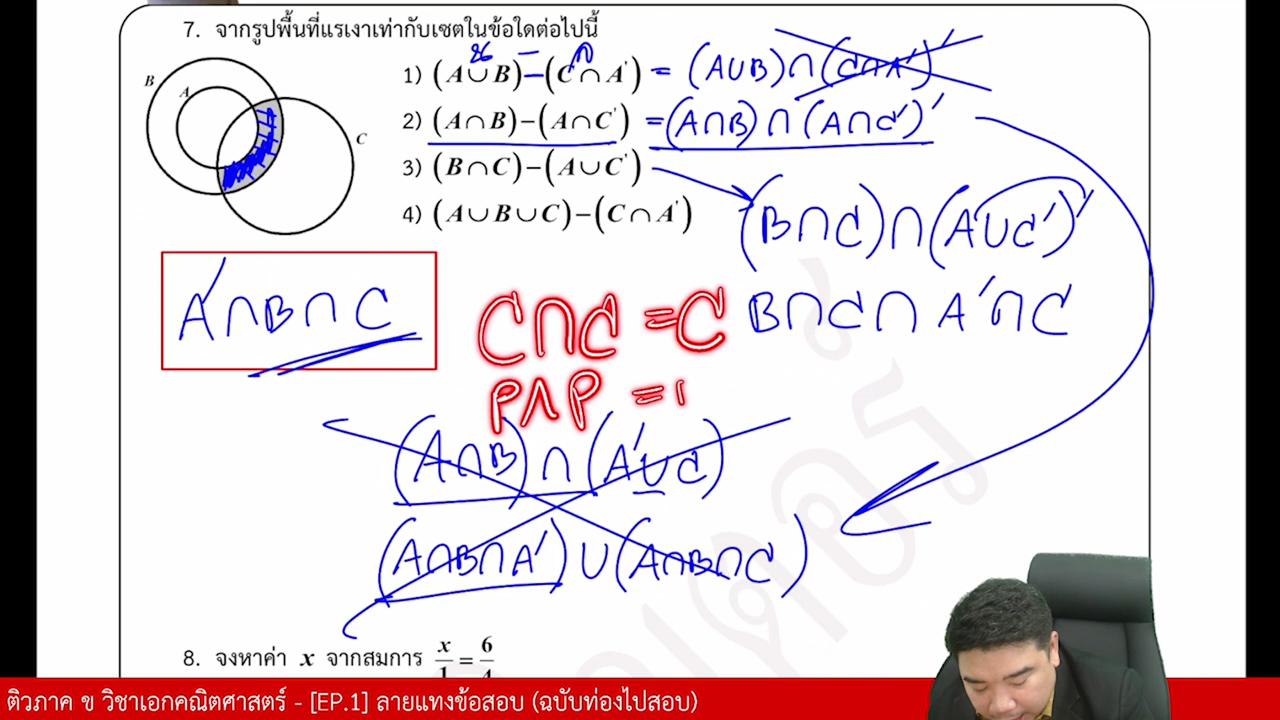 7. จากรูปพื้นที่แรเงาเท่ากับเซตในข้อใดต่อไปนี้
B
A
C
1) (A∪B)−(C'∩A') = (A∪B)∩(C'∩A')'
2) (A∩B)−(A∩C') = (A∩B)∩(A∩C')'
3) (B∩C)−(A∪C')
4) (A∪B∪C)−(C∩A')
(B∩C)∩(A∪C')'
A'∩B∩C
C∩C = C
B∩C∩A'∩C
P∧P =
(A∩B)∩(A'∪C)
(A∩B∩A')∪(A∩B∩C)
8. จงหาค่า x จากสมการ x/1 = 6/4
ติวภาค ข วิชาเอกคณิตศาสตร์ - [EP.1] ลายแทงข้อสอบ (ฉบับท่องไปสอบ)